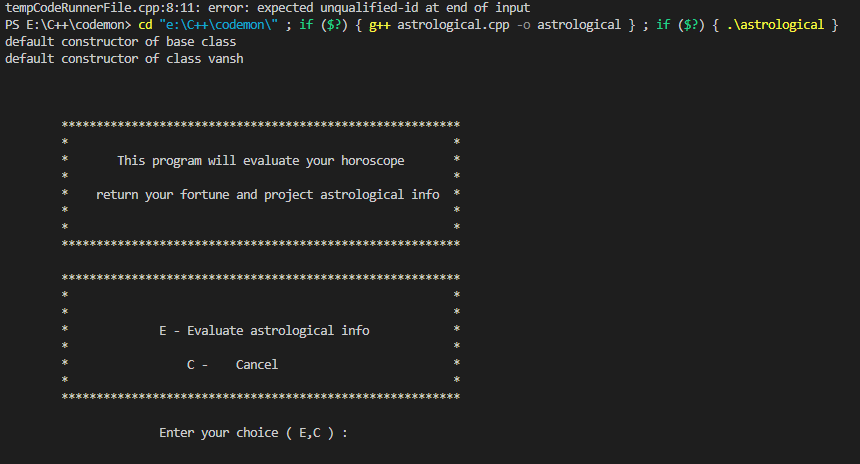 tempCodeRunnerFile.cpp:8:11: error: expected unqualified-id at end of input
PS E:\C++\codemon> cd "e:\C++\codemon\" ; if ($?) { g++ astrological.cpp -o astrological } ; if ($?) { .\astrological }
default constructor of base class
default constructor of class vansh
*********************************************************
* *
* This program will evaluate your horoscope *
* *
* return your fortune and project astrological info *
* *
* *
*********************************************************
*********************************************************
* *
* *
* E - Evaluate astrological info *
* *
* C - Cancel *
* *
*********************************************************
Enter your choice ( E,C ) :